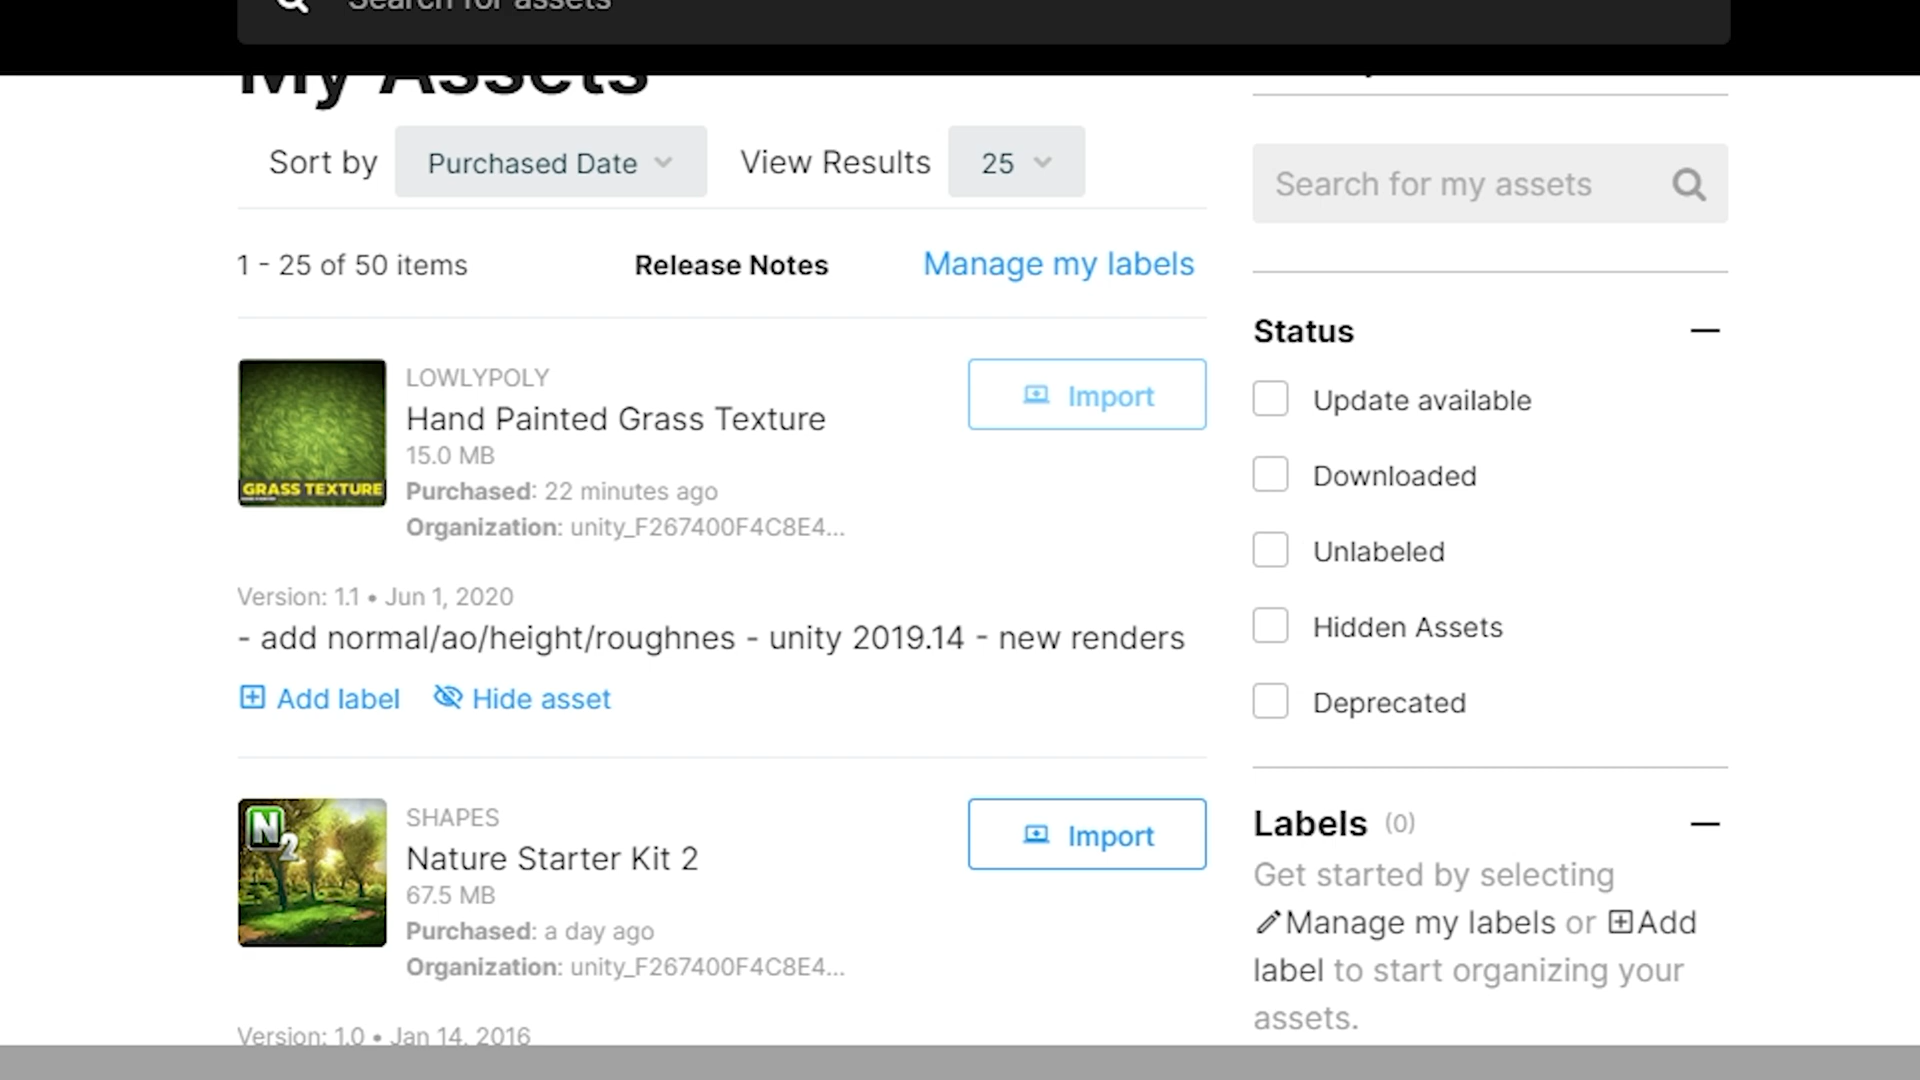 Search for assets
My Assets
Sort by Purchased Date View Results 25
Search for my assets
1 - 25 of 50 items Release Notes Manage my labels
GRASS TEXTURE
LOWLYPOLY
Hand Painted Grass Texture
15.0 MB
Purchased: 22 minutes ago
Organization: unity_F267400F4C8E4...
Import
Version: 1.1 • Jun 1, 2020
- add normal/ao/height/roughnes - unity 2019.14 - new renders
Add label Hide asset
N2
SHAPES
Nature Starter Kit 2
67.5 MB
Purchased: a day ago
Organization: unity_F267400F4C8E4...
Import
Version: 1.0 • Jan 14, 2016
Status
Update available
Downloaded
Unlabeled
Hidden Assets
Deprecated
Labels (0)
Get started by selecting
Manage my labels or Add
label to start organizing your
assets.